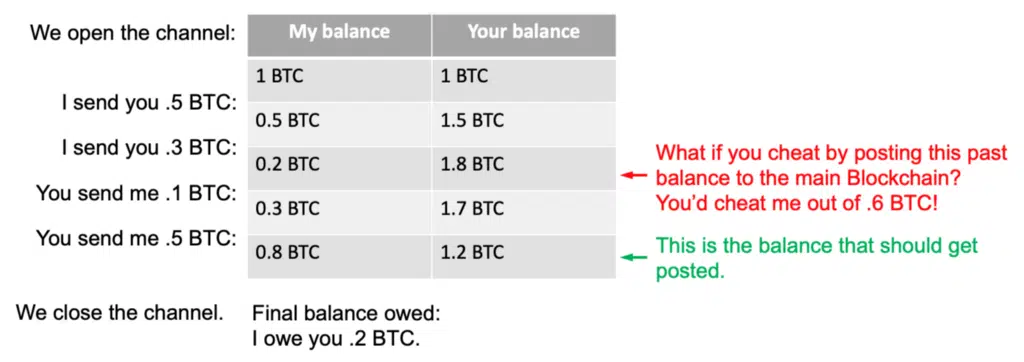 We open the channel:
My balance Your balance
1 BTC 1 BTC
I send you .5 BTC:
0.5 BTC 1.5 BTC
I send you .3 BTC:
0.2 BTC 1.8 BTC
What if you cheat by posting this past
balance to the main Blockchain?
You'd cheat me out of .6 BTC!
You send me .1 BTC:
0.3 BTC 1.7 BTC
You send me .5 BTC:
0.8 BTC 1.2 BTC
This is the balance that should get
posted.
We close the channel.
Final balance owed:
I owe you .2 BTC.